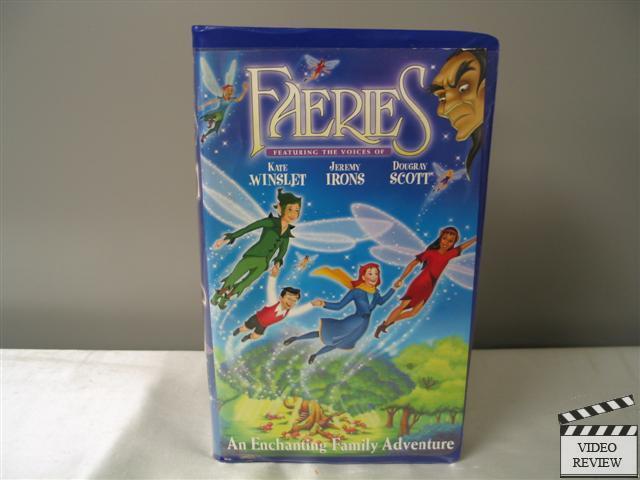 FAERIES
FEATURING THE VOICES OF
KATE WINSLET
JEREMY IRONS
DOUGRAY SCOTT
An Enchanting Family Adventure
VIDEO
REVIEW